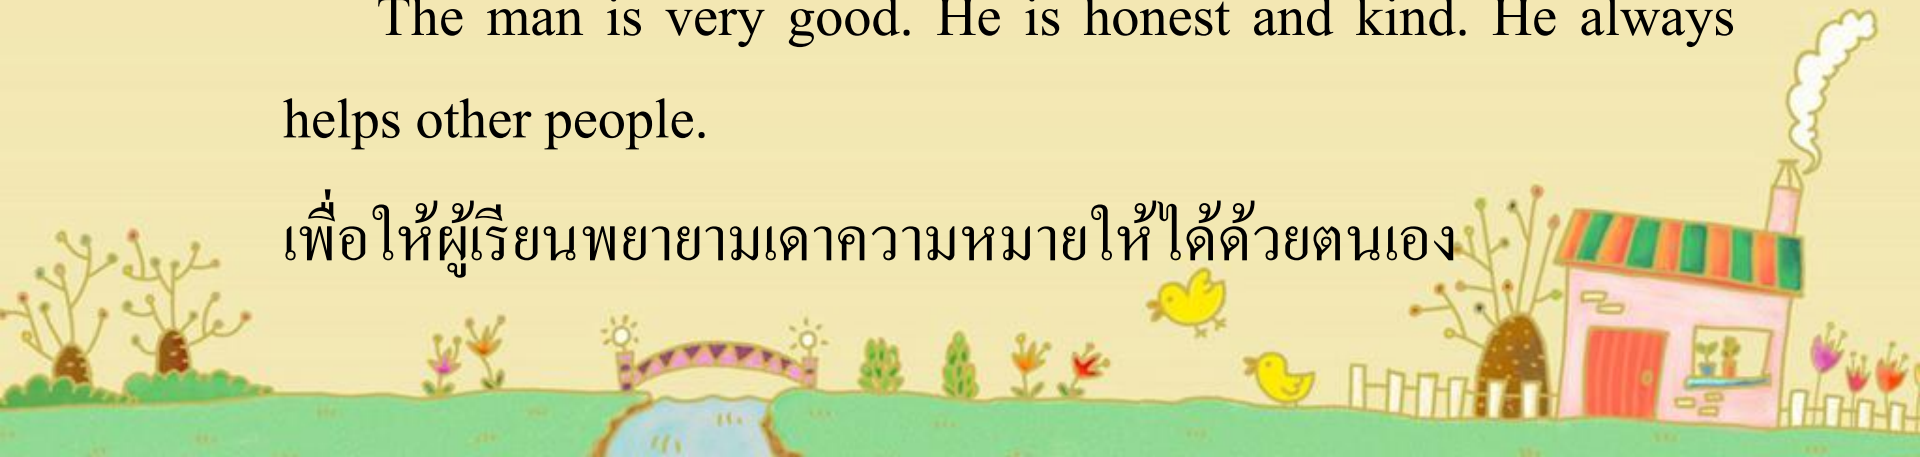 The man is very good. He is honest and kind. He always
helps other people.
เพื่อให้ผู้เรียนพยายามเดาความหมายให้ได้ด้วยตนเอง